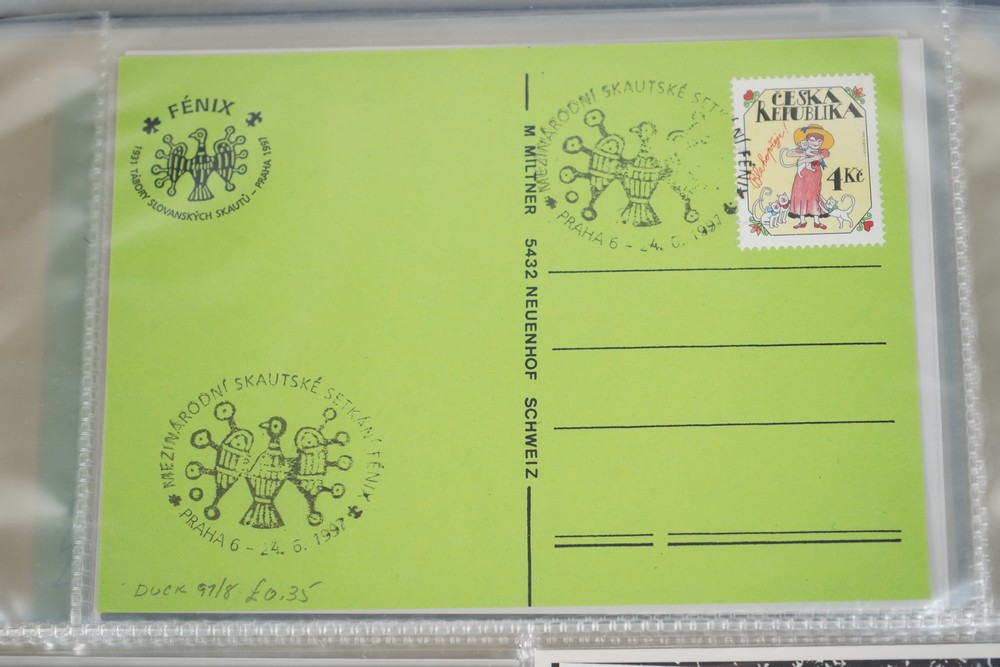 FÉNIX
1931 TÁBORY SLOVANSKÝCH SKAUTŮ - PRAHA 1997
MEZINÁRODNÍ SKAUTSKÉ SETKÁNÍ FÉNIX
PRAHA 6 - 24. 6. 1997
ČESKÁ
REPUBLIKA
4 Kč
M MILTNER 5432 NEUENHOF SCHWEIZ
MEZINÁRODNÍ SKAUTSKÉ SETKÁNÍ FÉNIX
PRAHA 6 - 24. 6. 1997
DUCK 97/8 £0.35